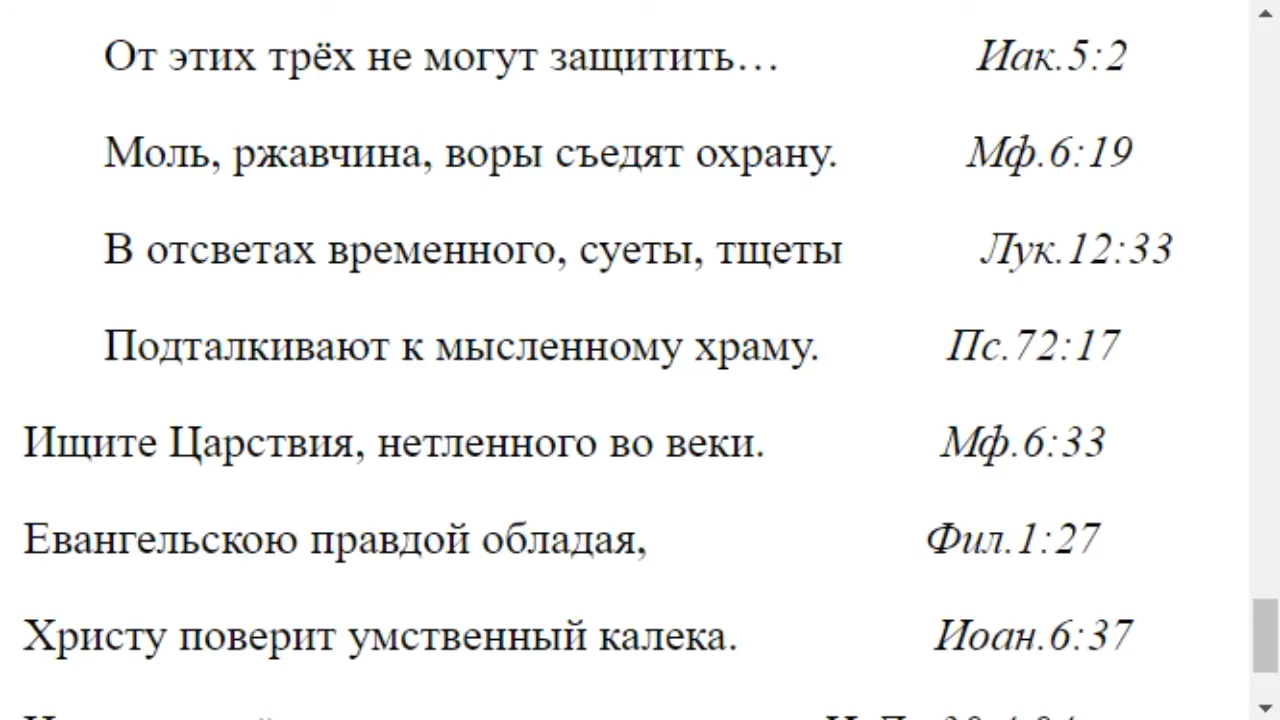 От этих трёх не могут защитить… Иак.5:2
Моль, ржавчина, воры съедят охрану. Мф.6:19
В отсветах временного, суеты, тщеты Лук.12:33
Подталкивают к мысленному храму. Пс.72:17
Ищите Царствия, нетленного во веки. Мф.6:33
Евангельскою правдой обладая, Фил.1:27
Христу поверит умственный калека. Иоан.6:37